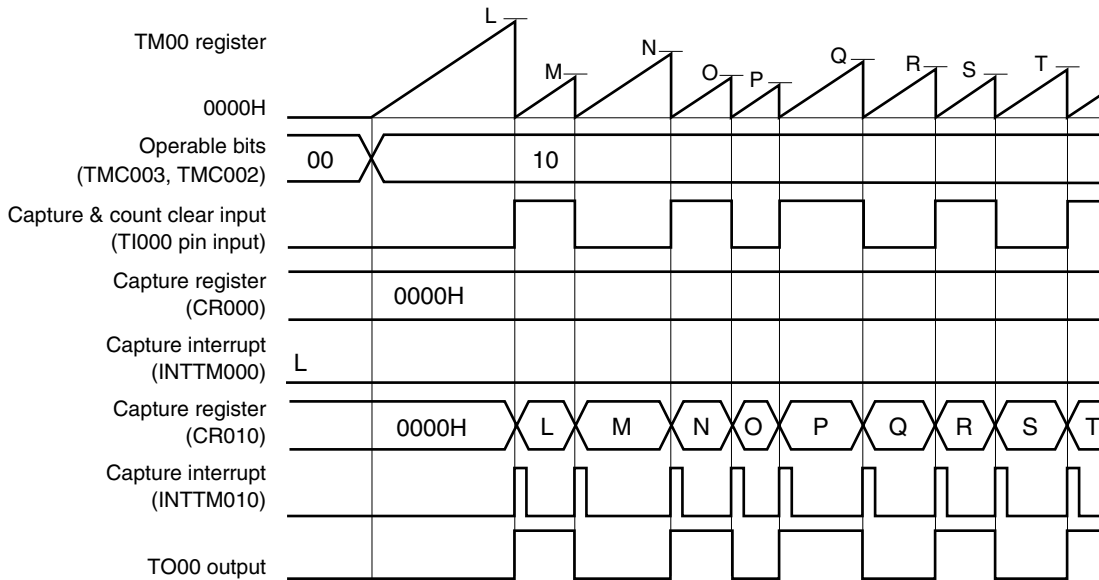 TM00 register
L M N O P Q R S T
0000H
Operable bits
(TMC003, TMC002)
00 10
Capture & count clear input
(TI000 pin input)
Capture register
(CR000)
0000H
Capture interrupt
(INTTM000)
L
Capture register
(CR010)
0000H L M N O P Q R S T
Capture interrupt
(INTTM010)
TO00 output